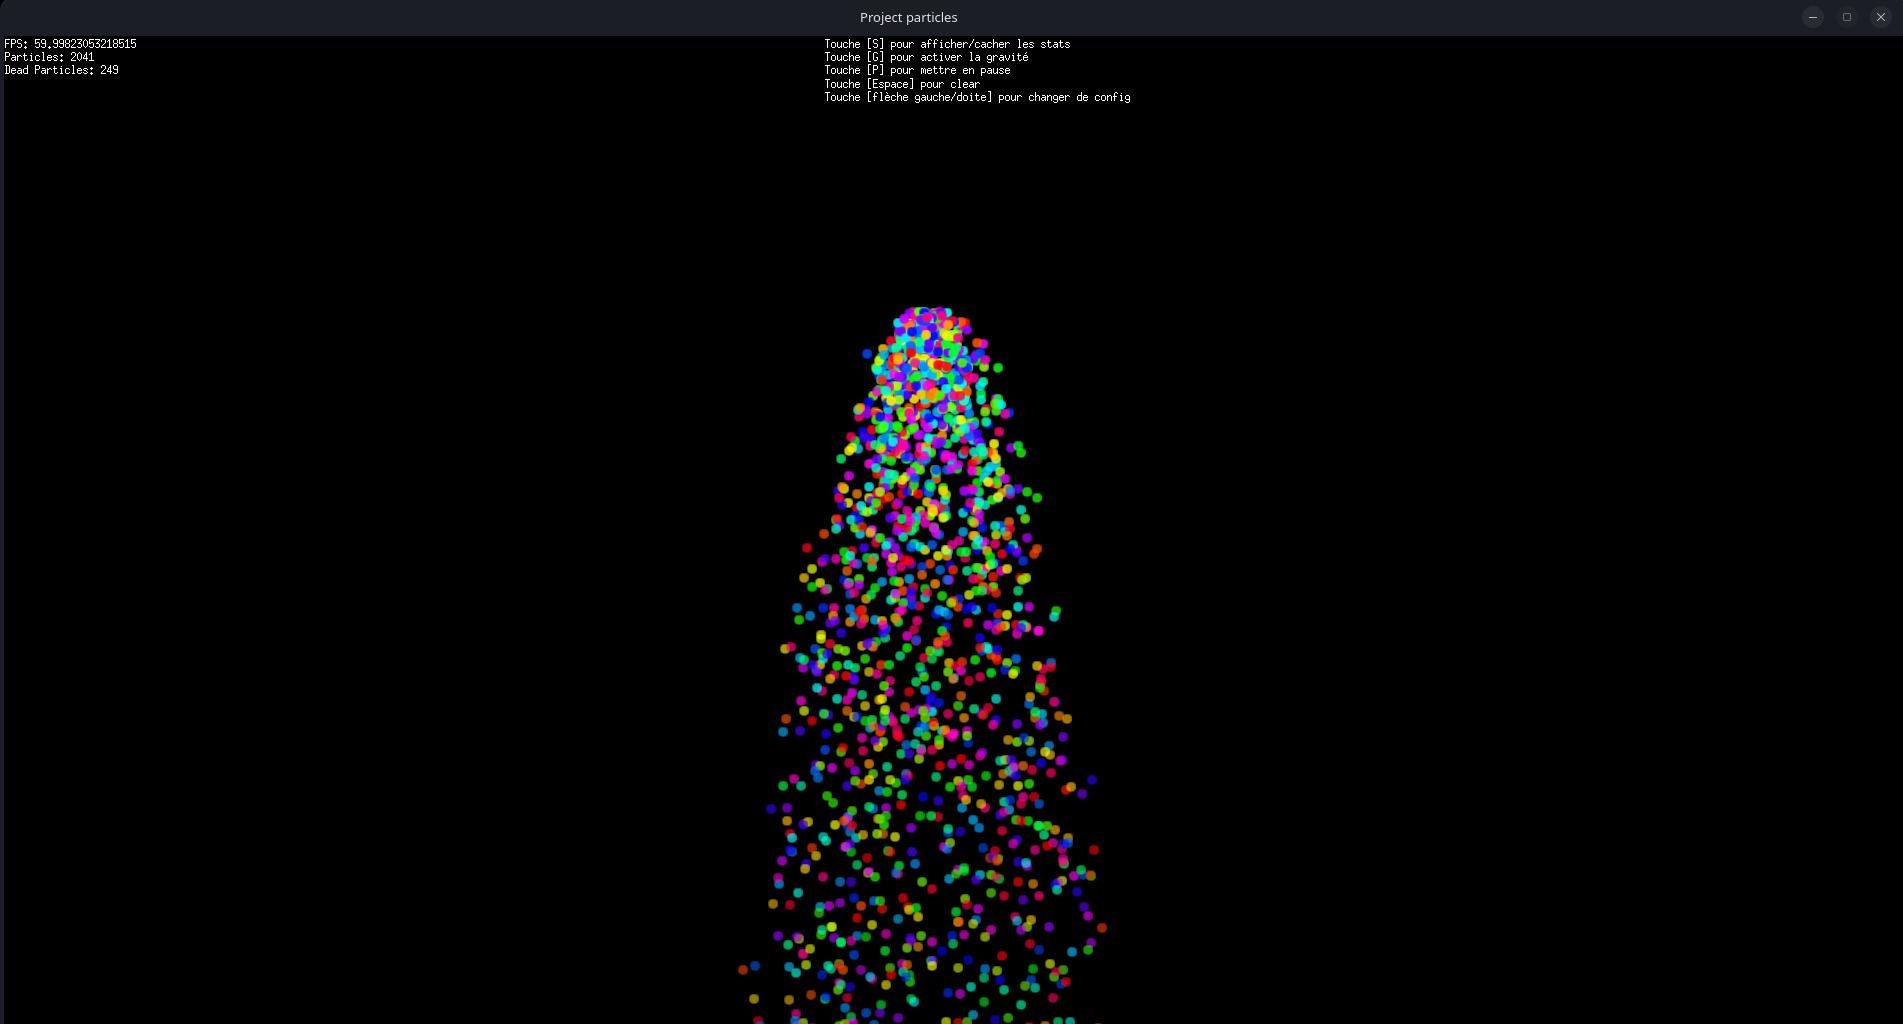 Project particles
FPS: 59.99823053218515
Particles: 2041
Dead Particles: 249
Touche [S] pour afficher/cacher les stats
Touche [G] pour activer la gravité
Touche [P] pour mettre en pause
Touche [Espace] pour clear
Touche [flèche gauche/doite] pour changer de config